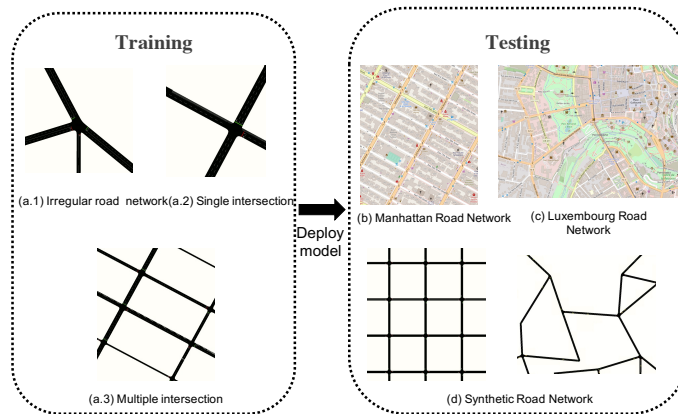 Training
(a.1) Irregular road network
(a.2) Single intersection
(a.3) Multiple intersection
Deploy
model
Testing
(b) Manhattan Road Network
(c) Luxembourg Road
Network
(d) Synthetic Road Network